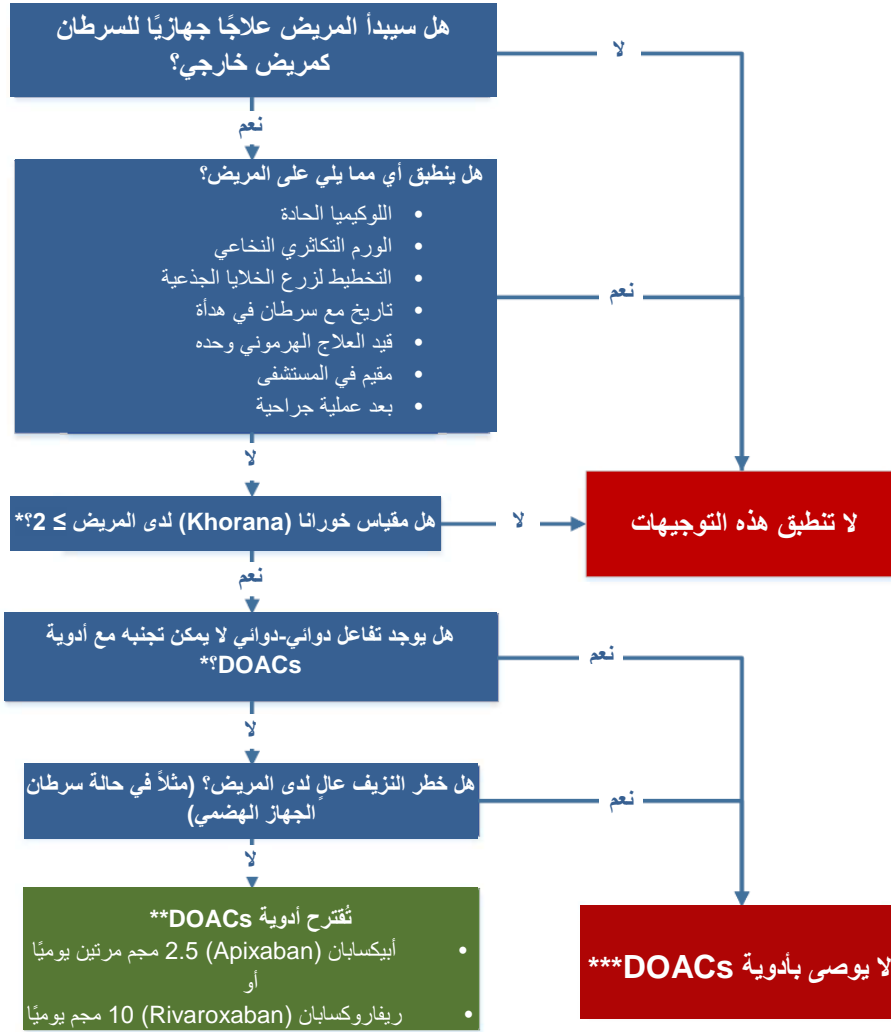 هل سيبدأ المريض علاجًا جهازيًا للسرطان
كمريض خارجي؟
لا
نعم
هل ينطبق أي مما يلي على المريض؟
• اللوكيميا الحادة
• الورم التكاثري النخاعي
• التخطيط لزرع الخلايا الجذعية
• تاريخ مع سرطان في هدأة
• قيد العلاج الهرموني وحده
• مقيم في المستشفى
• بعد عملية جراحية
نعم
لا
هل مقياس خورانا (Khorana) لدى المريض ≥ 2؟*
لا
لا تنطبق هذه التوجيهات
نعم
هل يوجد تفاعل دوائي-دوائي لا يمكن تجنبه مع أدوية
DOACs؟*
نعم
لا
هل خطر النزيف عالٍ لدى المريض؟ (مثلاً في حالة سرطان
الجهاز الهضمي)
نعم
لا
تُقترح أدوية DOACs**
• أبيكسابان (Apixaban) 2.5 مجم مرتين يوميًا
أو
• ريفاروكسابان (Rivaroxaban) 10 مجم يوميًا
لا يوصى بأدوية DOACs***